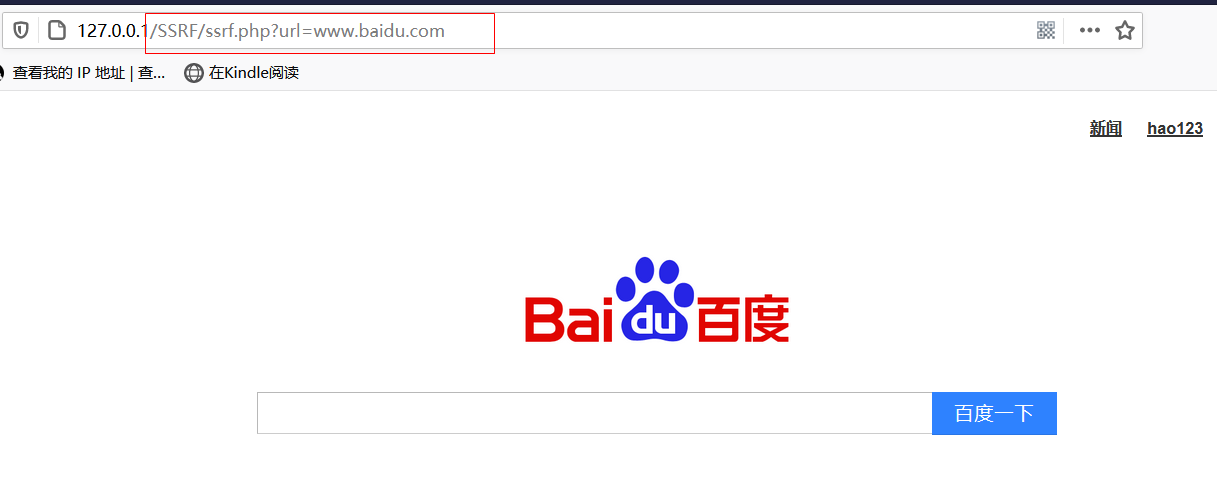 127.0.0.1/SSRF/ssrf.php?url=www.baidu.com
查看我的 IP 地址 | 查... 在Kindle阅读
新闻 hao123
Bai du 百度
百度一下